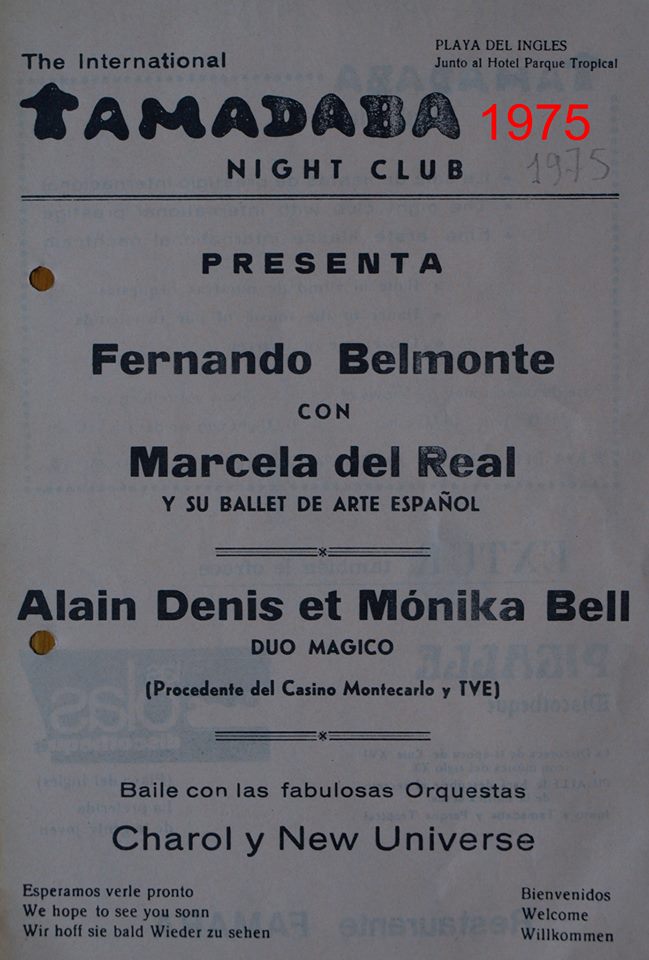 The International
PLAYA DEL INGLES
Junto al Hotel Parque Tropical
TAMADABA
1975
NIGHT CLUB
1975
PRESENTA
Fernando Belmonte
CON
Marcela del Real
Y SU BALLET DE ARTE ESPAÑOL
Alain Denis et Mónika Bell
DUO MAGICO
(Procedente del Casino Montecarlo y TVE)
Baile con las fabulosas Orquestas
Charol y New Universe
Esperamos verle pronto
We hope to see you sonn
Wir hoff sie bald Wieder zu sehen
Bienvenidos
Welcome
Willkommen